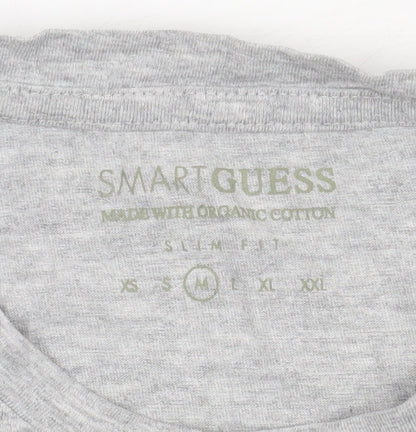 SMARTGUESS
MADE WITH ORGANIC COTTON
SLIM FIT
XS S M L XL XXL